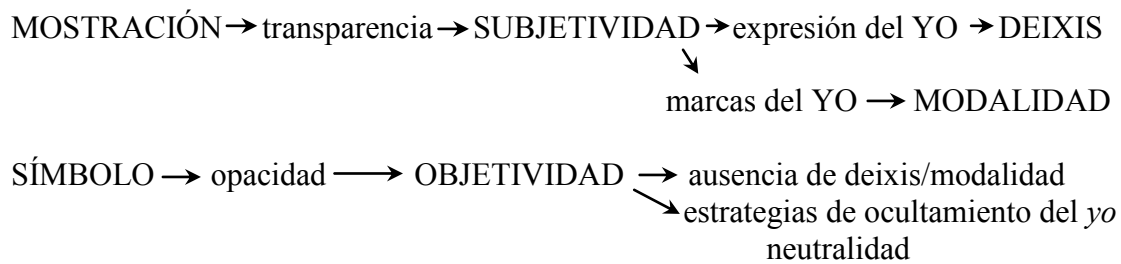 MOSTRACIÓN → transparencia → SUBJETIVIDAD → expresión del YO → DEIXIS
marcas del YO → MODALIDAD
SÍMBOLO → opacidad → OBJETIVIDAD → ausencia de deixis/modalidad
estrategias de ocultamiento del yo
neutralidad